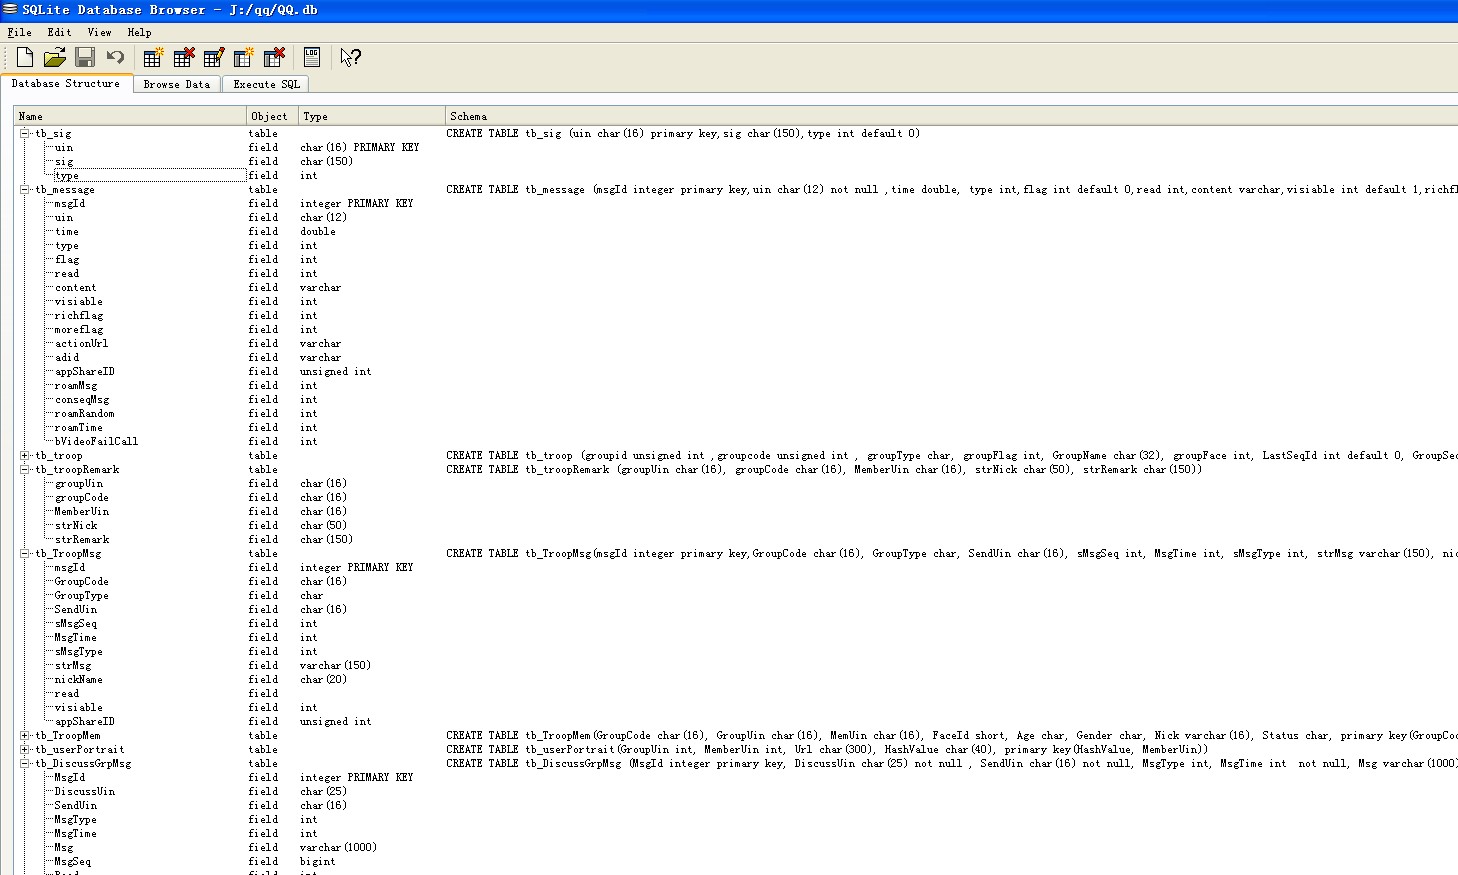 SQLite Database Browser - J:/qq/QQ.db
File Edit View Help
LOG
Database Structure Browse Data Execute SQL
Name Object Type Schema
tb_sig table CREATE TABLE tb_sig (uin char(16) primary key,sig char(150),type int default 0)
uin field char(16) PRIMARY KEY
sig field char(150)
type field int
tb_message table CREATE TABLE tb_message (msgId integer primary key,uin char(12) not null ,time double, type int,flag int default 0,read int,content varchar,visiable int default 1,richfl
msgId field integer PRIMARY KEY
uin field char(12)
time field double
type field int
flag field int
read field int
content field varchar
visiable field int
richflag field int
moreflag field int
actionUrl field varchar
adid field varchar
appShareID field unsigned int
roamMsg field int
conseqMsg field int
roamRandom field int
roamTime field int
bVideoFailCall field int
tb_troop table CREATE TABLE tb_troop (groupid unsigned int ,groupcode unsigned int , groupType char, groupFlag int, GroupName char(32), groupFace int, LastSeqId int default 0, GroupSeq
tb_troopRemark table CREATE TABLE tb_troopRemark (groupUin char(16), groupCode char(16), MemberUin char(16), strNick char(50), strRemark char(150))
groupUin field char(16)
groupCode field char(16)
MemberUin field char(16)
strNick field char(50)
strRemark field char(150)
tb_TroopMsg table CREATE TABLE tb_TroopMsg(msgId integer primary key,GroupCode char(16), GroupType char, SendUin char(16), sMsgSeq int, MsgTime int, sMsgType int, strMsg varchar(150), nic
msgId field integer PRIMARY KEY
GroupCode field char(16)
GroupType field char
SendUin field char(16)
sMsgSeq field int
MsgTime field int
sMsgType field int
strMsg field varchar(150)
nickName field char(20)
read field
visiable field int
appShareID field unsigned int
tb_TroopMem table CREATE TABLE tb_TroopMem(GroupCode char(16), GroupUin char(16), MemUin char(16), FaceId short, Age char, Gender char, Nick varchar(16), Status char, primary key(GroupCod
tb_userPortrait table CREATE TABLE tb_userPortrait(GroupUin int, MemberUin int, Url char(300), HashValue char(40), primary key(HashValue, MemberUin))
tb_DiscussGrpMsg table CREATE TABLE tb_DiscussGrpMsg (MsgId integer primary key, DiscussUin char(25) not null , SendUin char(16) not null, MsgType int, MsgTime int not null, Msg varchar(1000)
MsgId field integer PRIMARY KEY
DiscussUin field char(25)
SendUin field char(16)
MsgType field int
MsgTime field int
Msg field varchar(1000)
MsgSeq field bigint